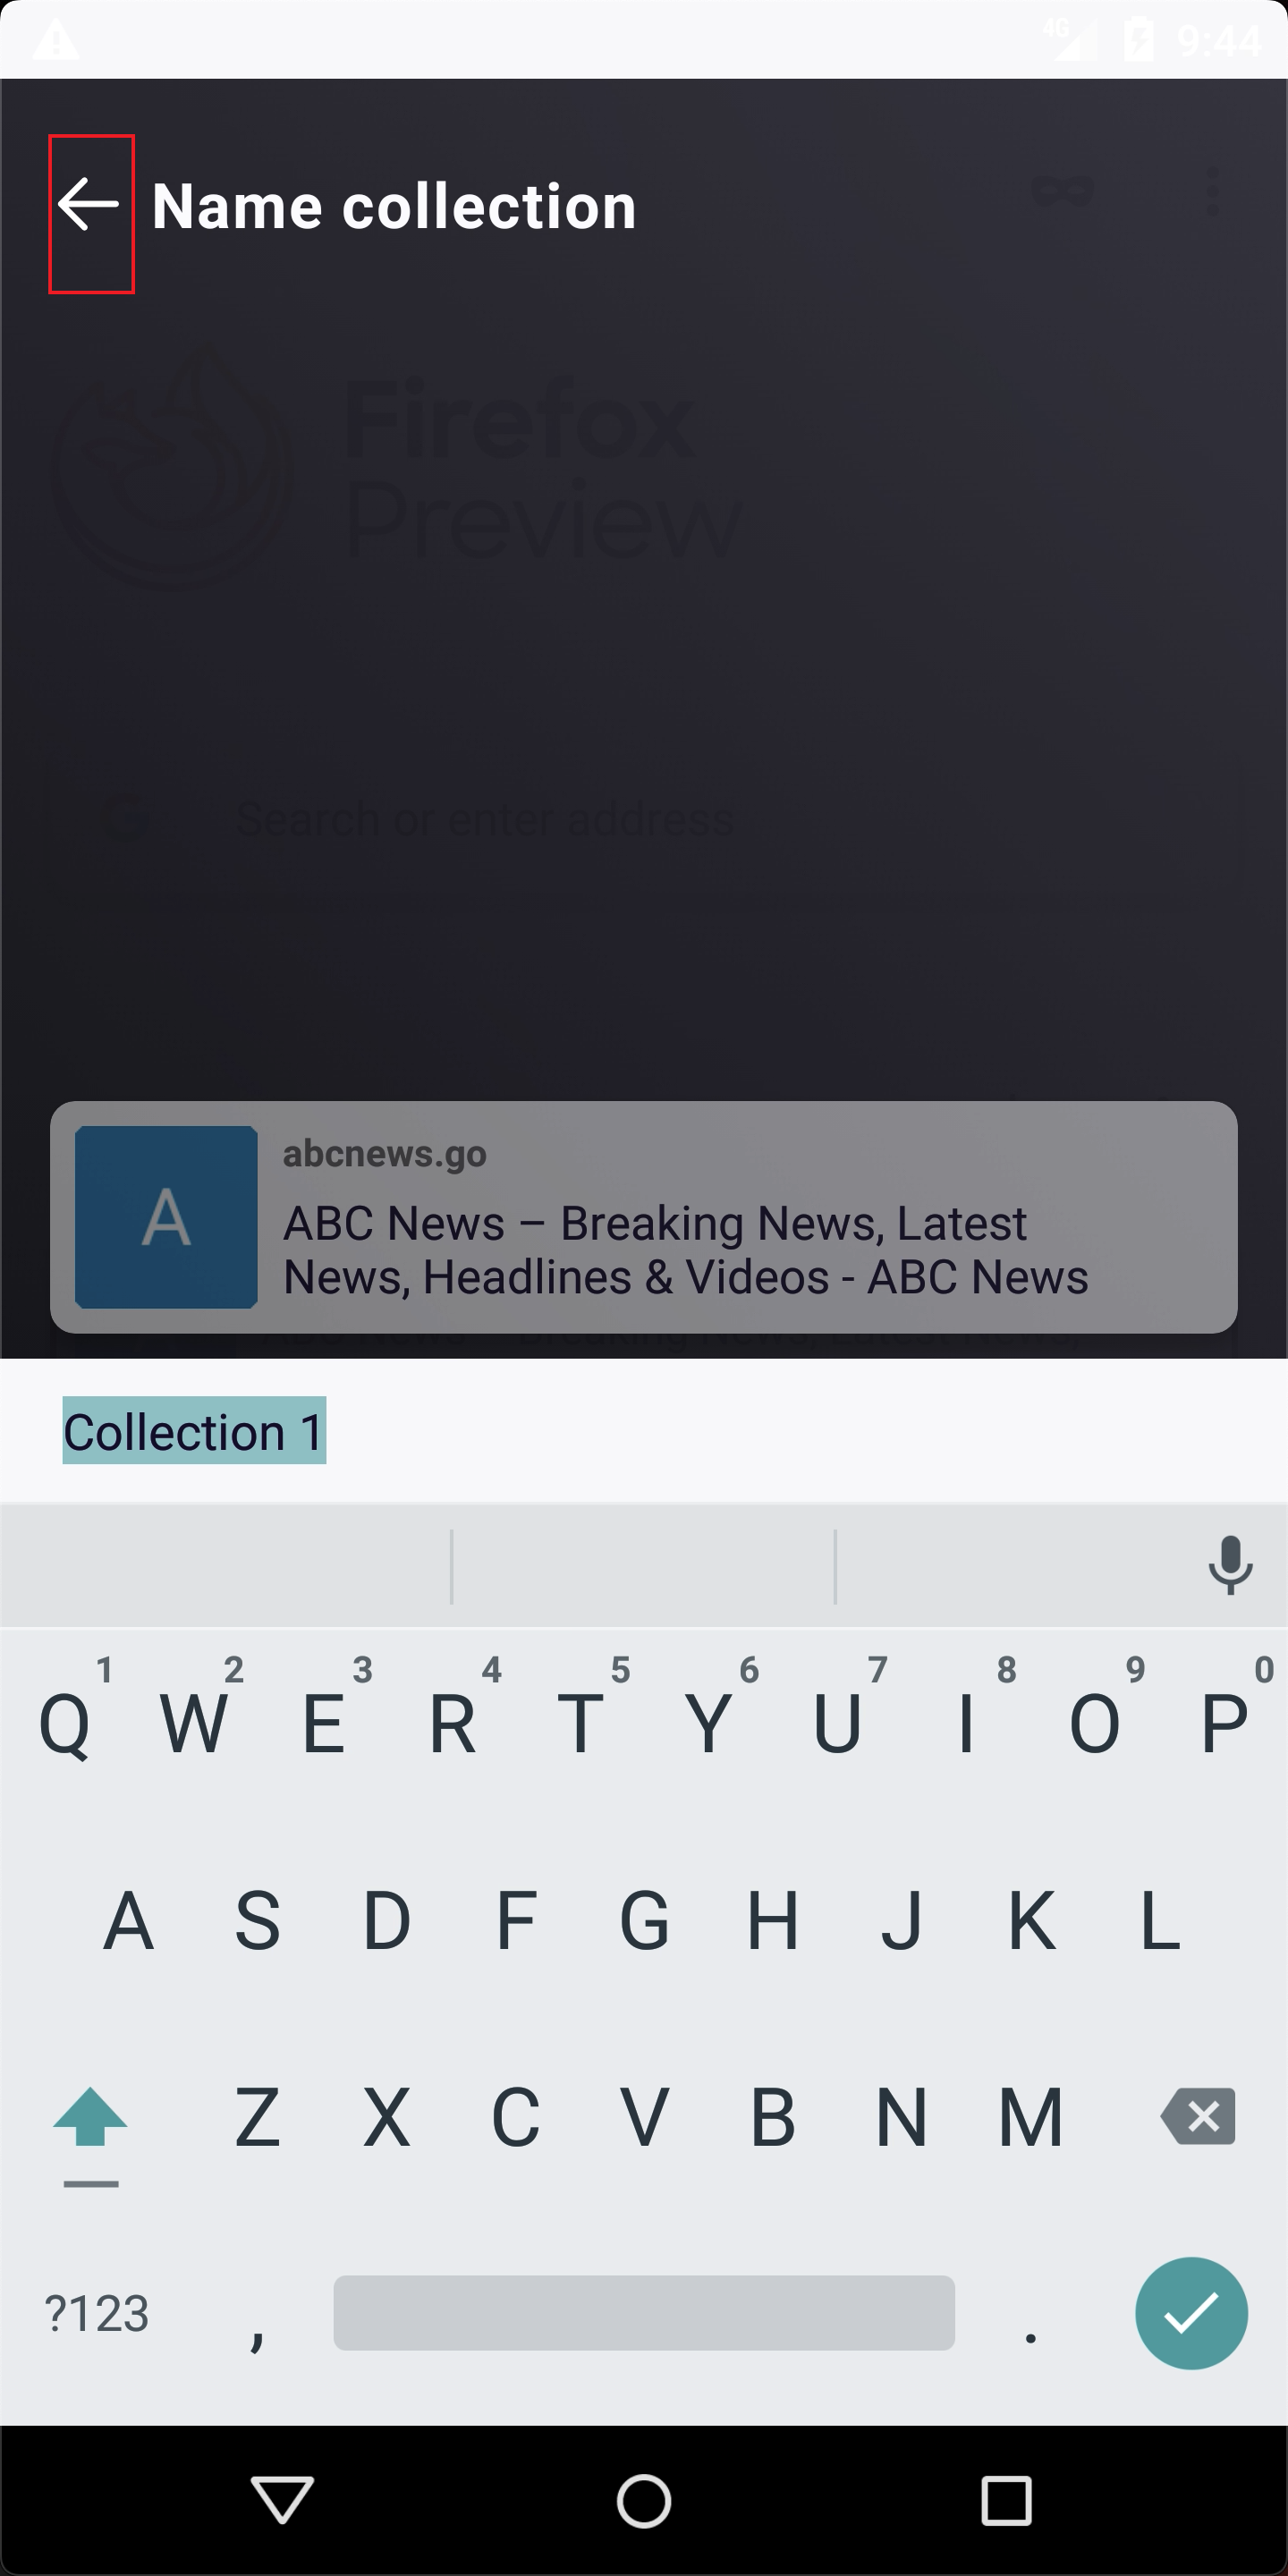 4G 9:44
Name collection
Firefox
Preview
G Search or enter address
abcnews.go
A
ABC News – Breaking News, Latest
News, Headlines & Videos - ABC News
Collection 1
1 2 3 4 5 6 7 8 9 0
Q W E R T Y U I O P
A S D F G H J K L
Z X C V B N M
?123 , .